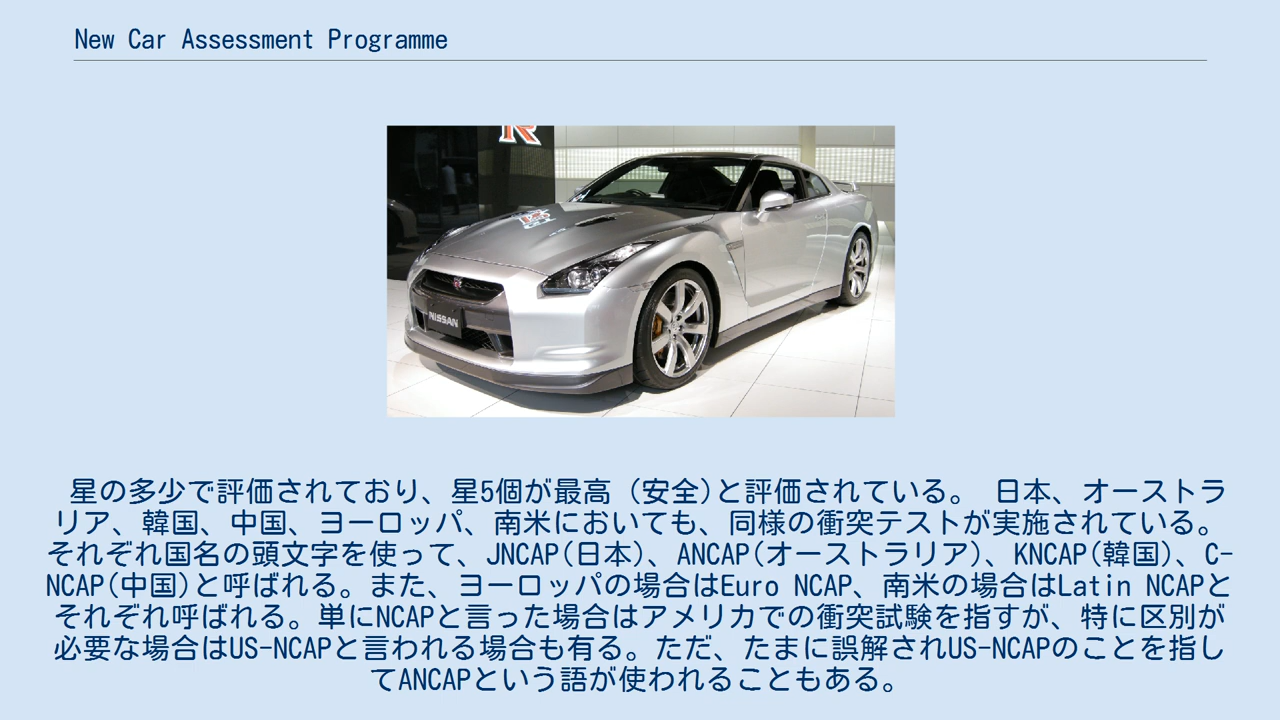 New Car Assessment Programme
R
NISSAN
星の多少で評価されており、星5個が最高 (安全)と評価されている。 日本、オーストラ
リア、韓国、中国、ヨーロッパ、南米においても、同様の衝突テストが実施されている。
それぞれ国名の頭文字を使って、JNCAP(日本)、ANCAP(オーストラリア)、KNCAP(韓国)、C-
NCAP(中国)と呼ばれる。また、ヨーロッパの場合はEuro NCAP、南米の場合はLatin NCAPと
それぞれ呼ばれる。単にNCAPと言った場合はアメリカでの衝突試験を指すが、特に区別が
必要な場合はUS-NCAPと言われる場合も有る。ただ、たまに誤解されUS-NCAPのことを指し
てANCAPという語が使われることもある。